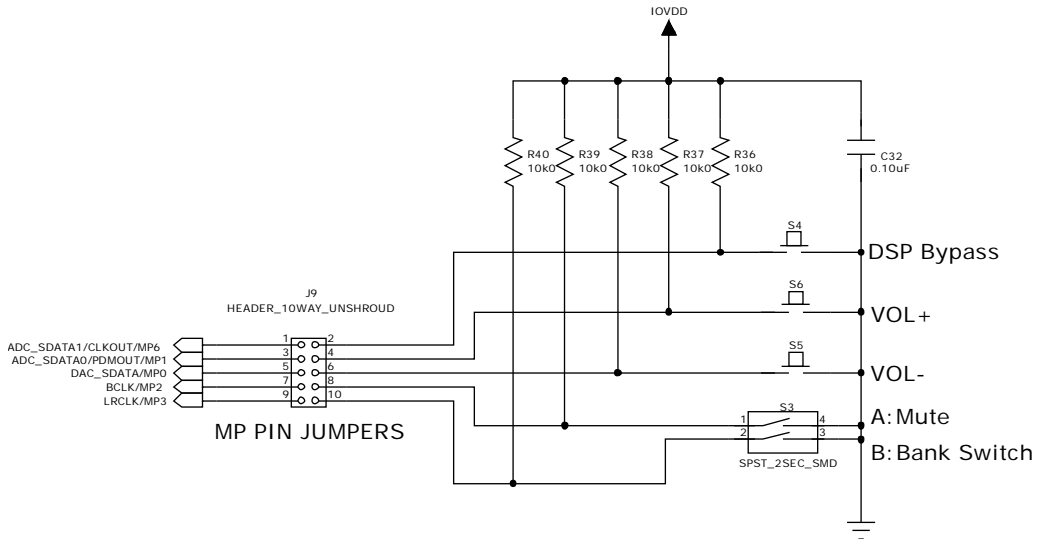 IOVDD
R40
10k0
R39
10k0
R38
10k0
R37
10k0
R36
10k0
C32
0.10uF
S4
DSP Bypass
J9
HEADER_10WAY_UNSHROUD
S6
VOL+
ADC_SDATA1/CLKOUT/MP6
1
2
ADC_SDATA0/PDMOUT/MP1
3
4
DAC_SDATA/MP0
5
6
BCLK/MP2
7
8
LRCLK/MP3
9
10
S5
VOL-
MP PIN JUMPERS
S3
1
4
A:Mute
2
3
B:Bank Switch
SPST_2SEC_SMD